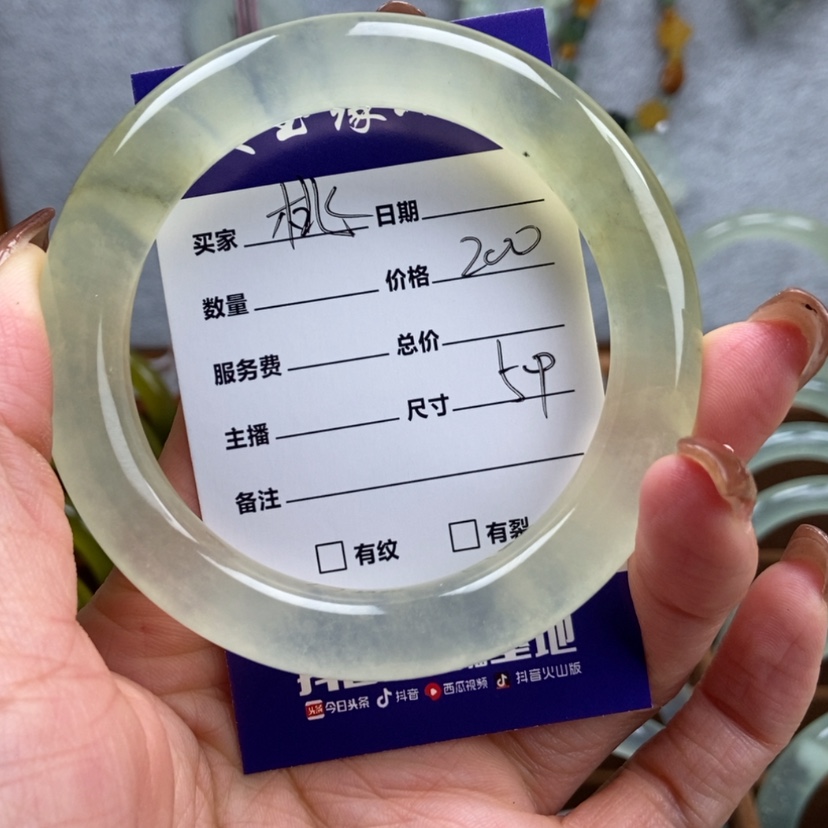 买家 桃 日期
数量 价格 200
服务费 总价
主播 尺寸 54
备注
□ 有纹 □ 有裂
今日头条 抖音 西瓜视频 抖音火山版